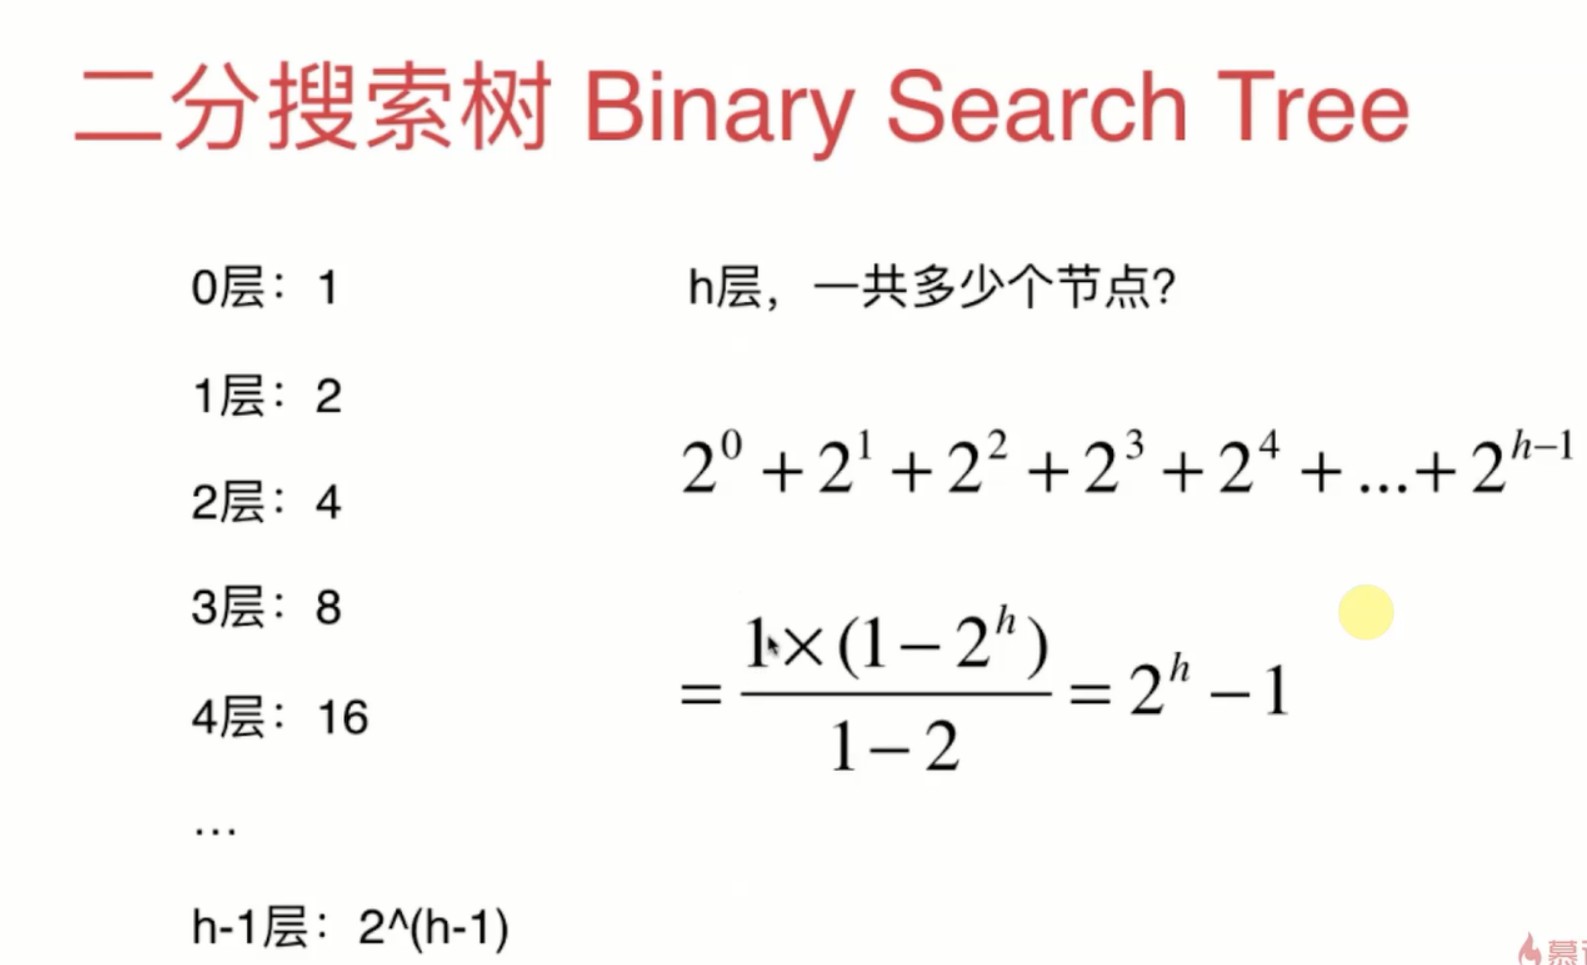 二分搜索树 Binary Search Tree
0层：1
1层：2
2层：4
3层：8
4层：16
...
h-1层：2^(h-1)
h层，一共多少个节点？
2^0 + 2^1 + 2^2 + 2^3 + 2^4 + ... + 2^{h-1}
= \frac{1×(1-2^h)}{1-2} = 2^h - 1
慕